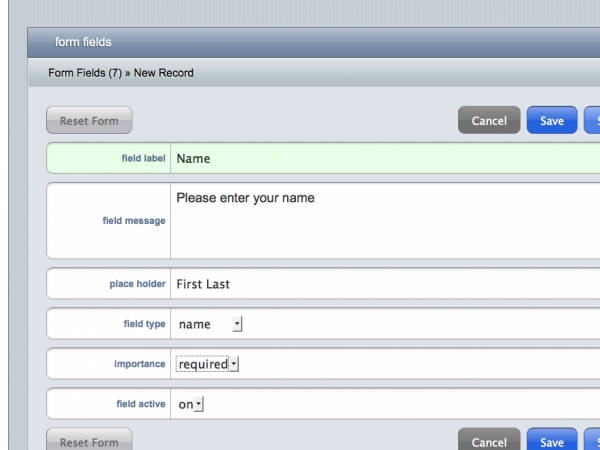 form fields
Form Fields (7) » New Record
Reset Form Cancel Save S
field label Name
field message Please enter your name
place holder First Last
field type name
importance required
field active on
Reset Form Cancel Save S